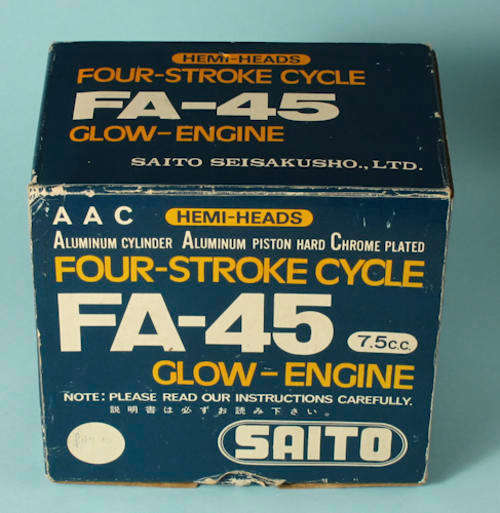 HEMI-HEADS
FOUR-STROKE CYCLE
FA-45
GLOW-ENGINE
SAITO SEISAKUSHO., LTD.
A A C HEMI-HEADS
ALUMINUM CYLINDER ALUMINUM PISTON HARD CHROME PLATED
FOUR-STROKE CYCLE
FA-45 7.5C.C.
GLOW-ENGINE
NOTE: PLEASE READ OUR INSTRUCTIONS CAREFULLY.
説明書は必ずお読み下さい。
SAITO